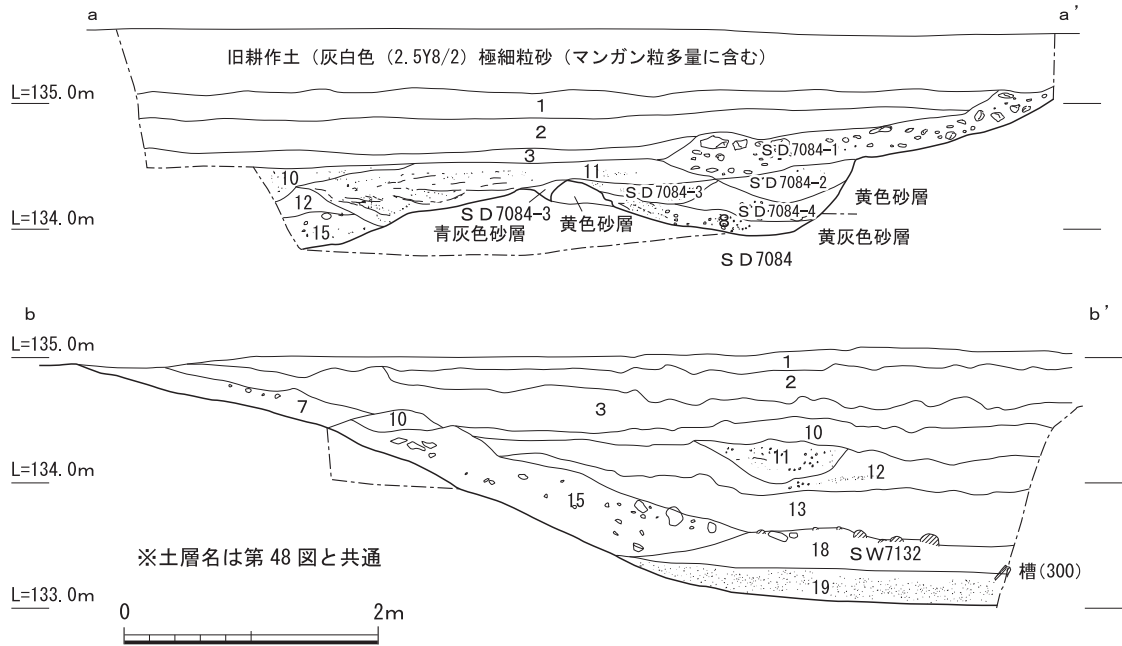 a
a’
旧耕作土（灰白色（2.5Y8/2）極細粒砂（マンガン粒多量に含む）
L=135.0m
1
2
3
ＳＤ7084-1
10
11
ＳＤ7084-3
ＳＤ7084-2
12
ＳＤ7084-4
L=134.0m
15
ＳＤ7084-3
黄色砂層
黄色砂層
青灰色砂層
黄灰色砂層
ＳＤ7084
b
b’
L=135.0m
1
2
7
3
10
10
11
12
L=134.0m
15
13
18
ＳＷ7132
※土層名は第 48 図と共通
槽(300)
19
L=133.0m
0
2m